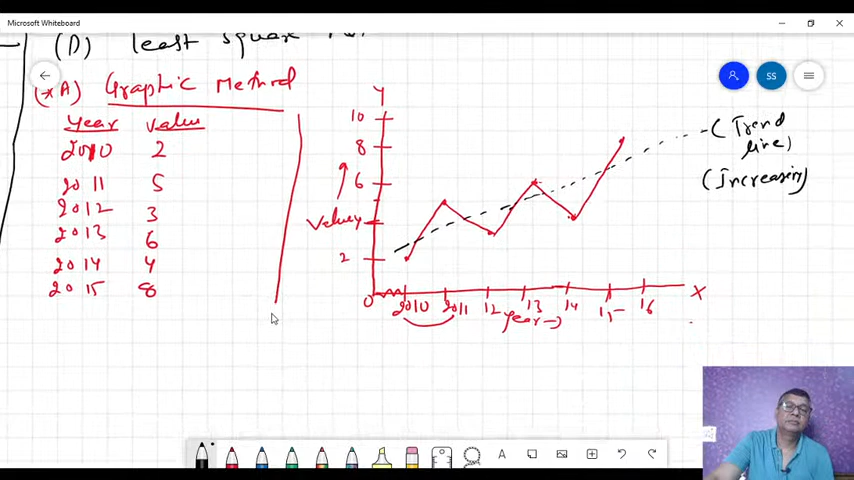 Microsoft Whiteboard
(D) least square
SS
(*A) Graphic Method
Year Value
2010 2
2011 5
2012 3
2013 6
2014 4
2015 8
Y
10
8
6
Value
2
0
2010 2011 12 13 14 15 16 X
Year→
(Trend
line)
(Increasing)
A